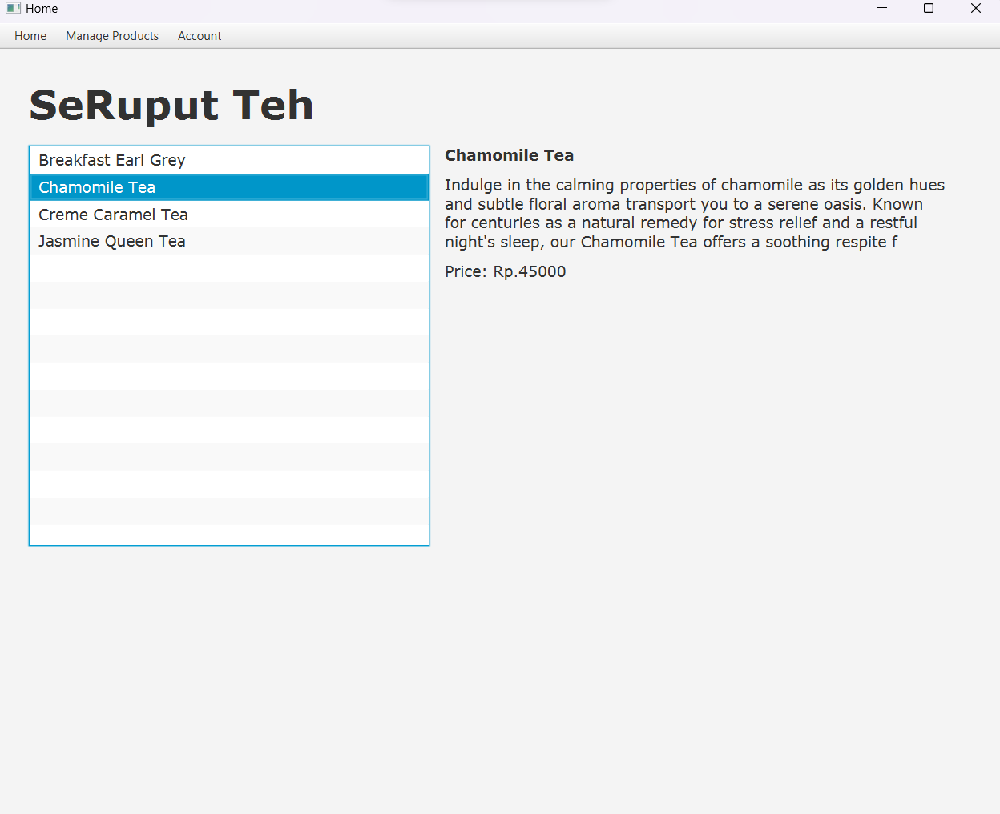 Home
Home Manage Products Account
SeRuput Teh
Breakfast Earl Grey
Chamomile Tea
Creme Caramel Tea
Jasmine Queen Tea
Chamomile Tea
Indulge in the calming properties of chamomile as its golden hues
and subtle floral aroma transport you to a serene oasis. Known
for centuries as a natural remedy for stress relief and a restful
night's sleep, our Chamomile Tea offers a soothing respite f
Price: Rp.45000